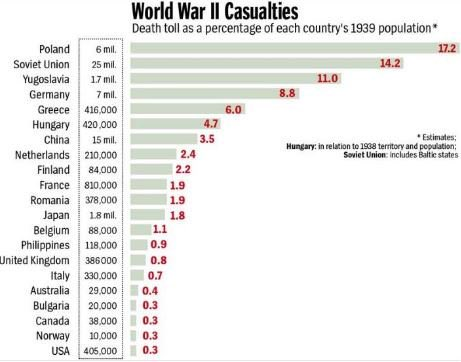 World War II Casualties
Death toll as a percentage of each country's 1939 population*
Poland 6 mil. 17.2
Soviet Union 25 mil. 14.2
Yugoslavia 1.7 mil. 11.0
Germany 7 mil. 8.8
Greece 416,000 6.0
Hungary 420,000 4.7
China 15 mil. 3.5
* Estimates;
Hungary: in relation to 1938 territory and population;
Soviet Union: includes Baltic states
Netherlands 210,000 2.4
Finland 84,000 2.2
France 810,000 1.9
Romania 378,000 1.9
Japan 1.8 mil. 1.8
Belgium 88,000 1.1
Philippines 118,000 0.9
United Kingdom 386000 0.8
Italy 330,000 0.7
Australia 29,000 0.4
Bulgaria 20,000 0.3
Canada 38,000 0.3
Norway 10,000 0.3
USA 405,000 0.3